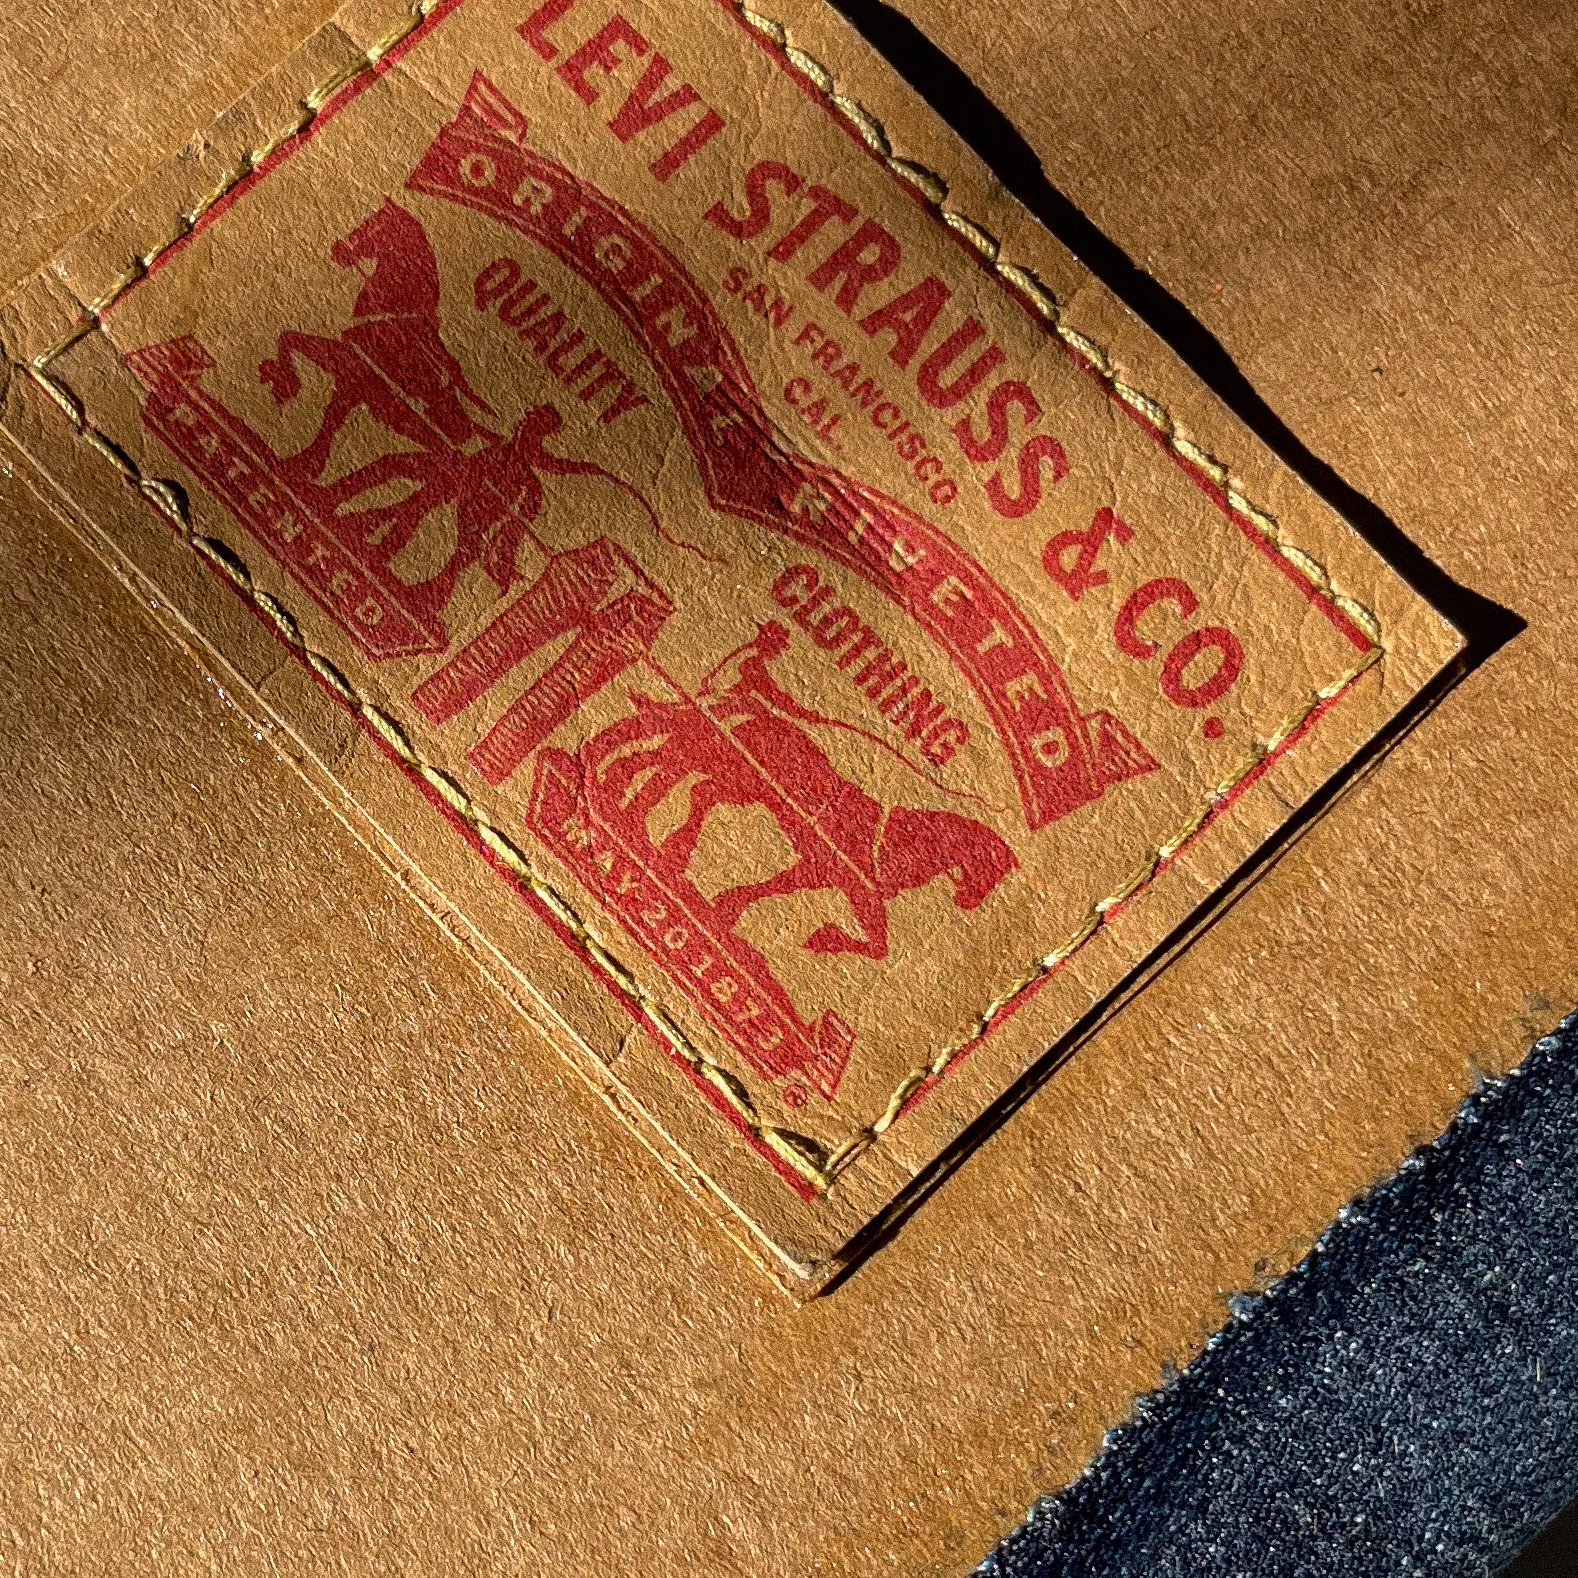 LEVI STRAUSS & CO.
SAN FRANCISCO
CAL.
ORIGINAL RIVETED
QUALITY CLOTHING
PATENTED MAY 20 1873
®